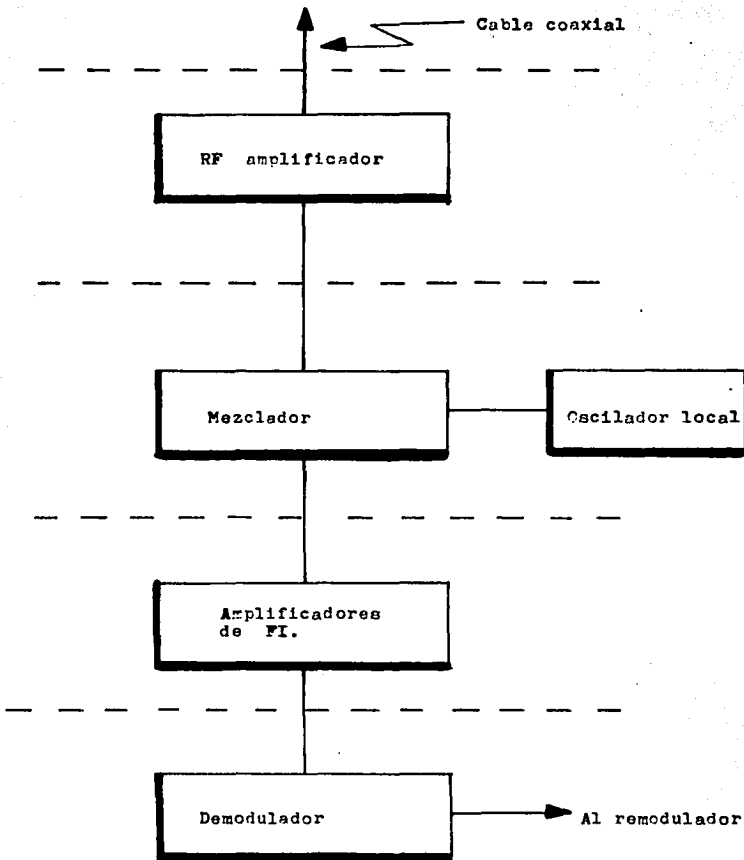 Cable coaxial
RF amplificador
Mezclador
Oscilador local
Amplificadores
de FI.
Demodulador
Al remodulador